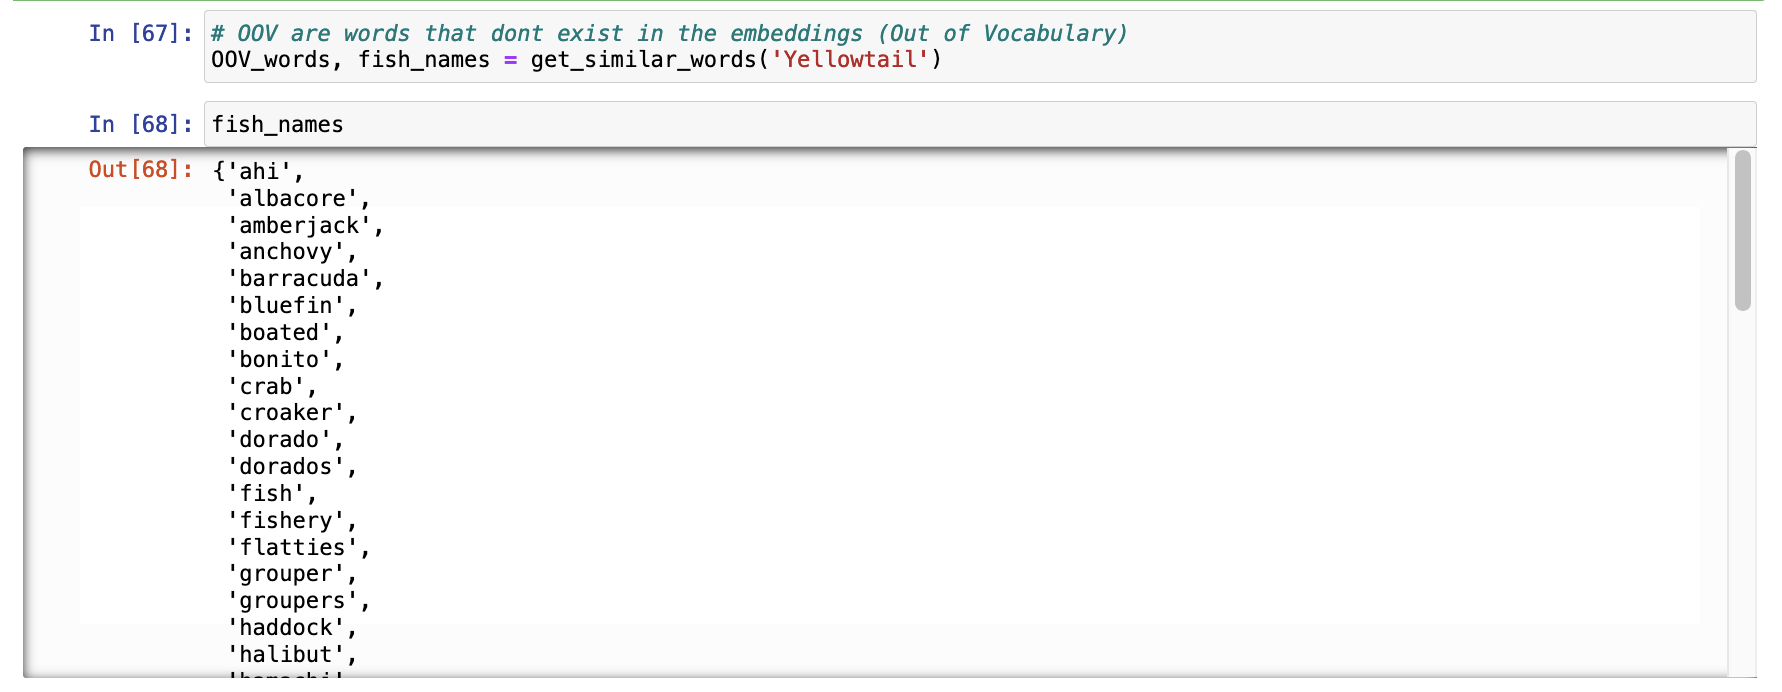 In [67]: # OOV are words that dont exist in the embeddings (Out of Vocabulary)
OOV_words, fish_names = get_similar_words('Yellowtail')
In [68]: fish_names
Out[68]: {'ahi',
'albacore',
'amberjack',
'anchovy',
'barracuda',
'bluefin',
'boated',
'bonito',
'crab',
'croaker',
'dorado',
'dorados',
'fish',
'fishery',
'flatties',
'grouper',
'groupers',
'haddock',
'halibut',